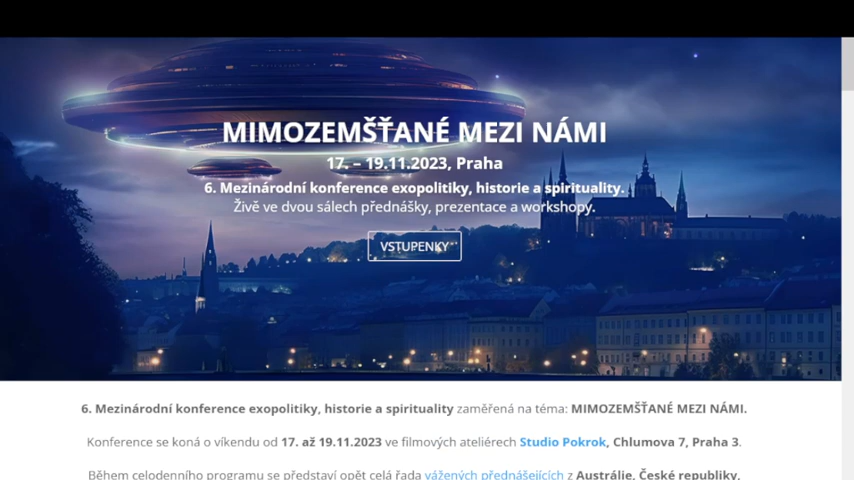 MIMOZEMŠŤANÉ MEZI NÁMI
17. – 19.11.2023, Praha
6. Mezinárodní konference exopolitiky, historie a spirituality.
Živě ve dvou sálech přednášky, prezentace a workshopy.
VSTUPENKY
6. Mezinárodní konference exopolitiky, historie a spirituality zaměřená na téma: MIMOZEMŠŤANÉ MEZI NÁMI.
Konference se koná o víkendu od 17. až 19.11.2023 ve filmových ateliérech Studio Pokrok, Chlumova 7, Praha 3.
Během celodenního programu se představí opět celá řada vážených přednášejících z Austrálie, České republiky,